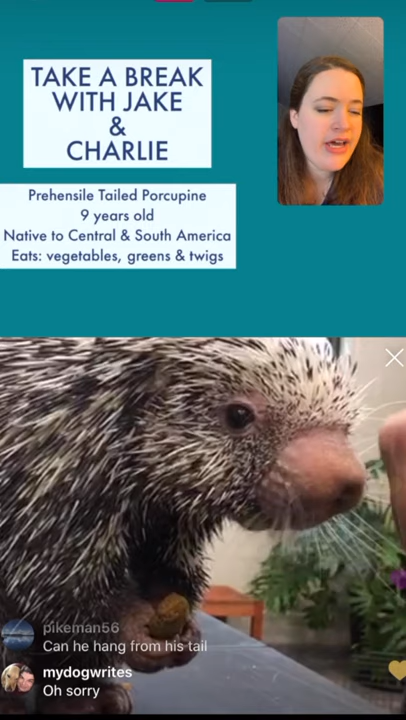 TAKE A BREAK
WITH JAKE
&
CHARLIE
Prehensile Tailed Porcupine
9 years old
Native to Central & South America
Eats: vegetables, greens & twigs
pikeman56
Can he hang from his tail
mydogwrites
Oh sorry